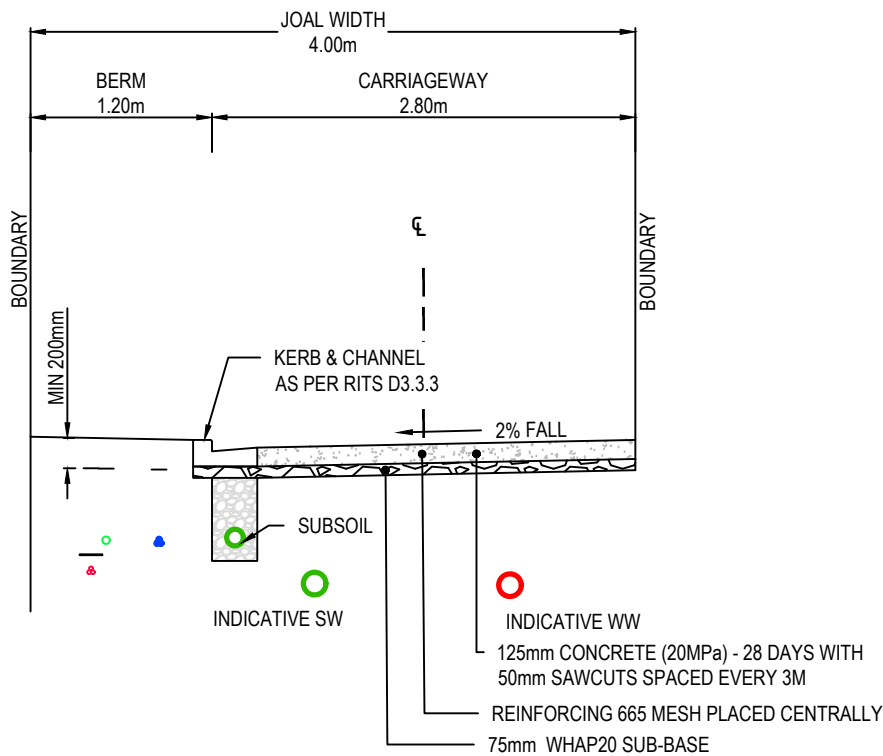 JOAL WIDTH
4.00m
BERM
1.20m
CARRIAGEWAY
2.80m
BOUNDARY
BOUNDARY
℄
MIN 200mm
KERB & CHANNEL
AS PER RITS D3.3.3
2% FALL
SUBSOIL
INDICATIVE SW
INDICATIVE WW
125mm CONCRETE (20MPa) - 28 DAYS WITH
50mm SAWCUTS SPACED EVERY 3M
REINFORCING 665 MESH PLACED CENTRALLY
75mm WHAP20 SUB-BASE